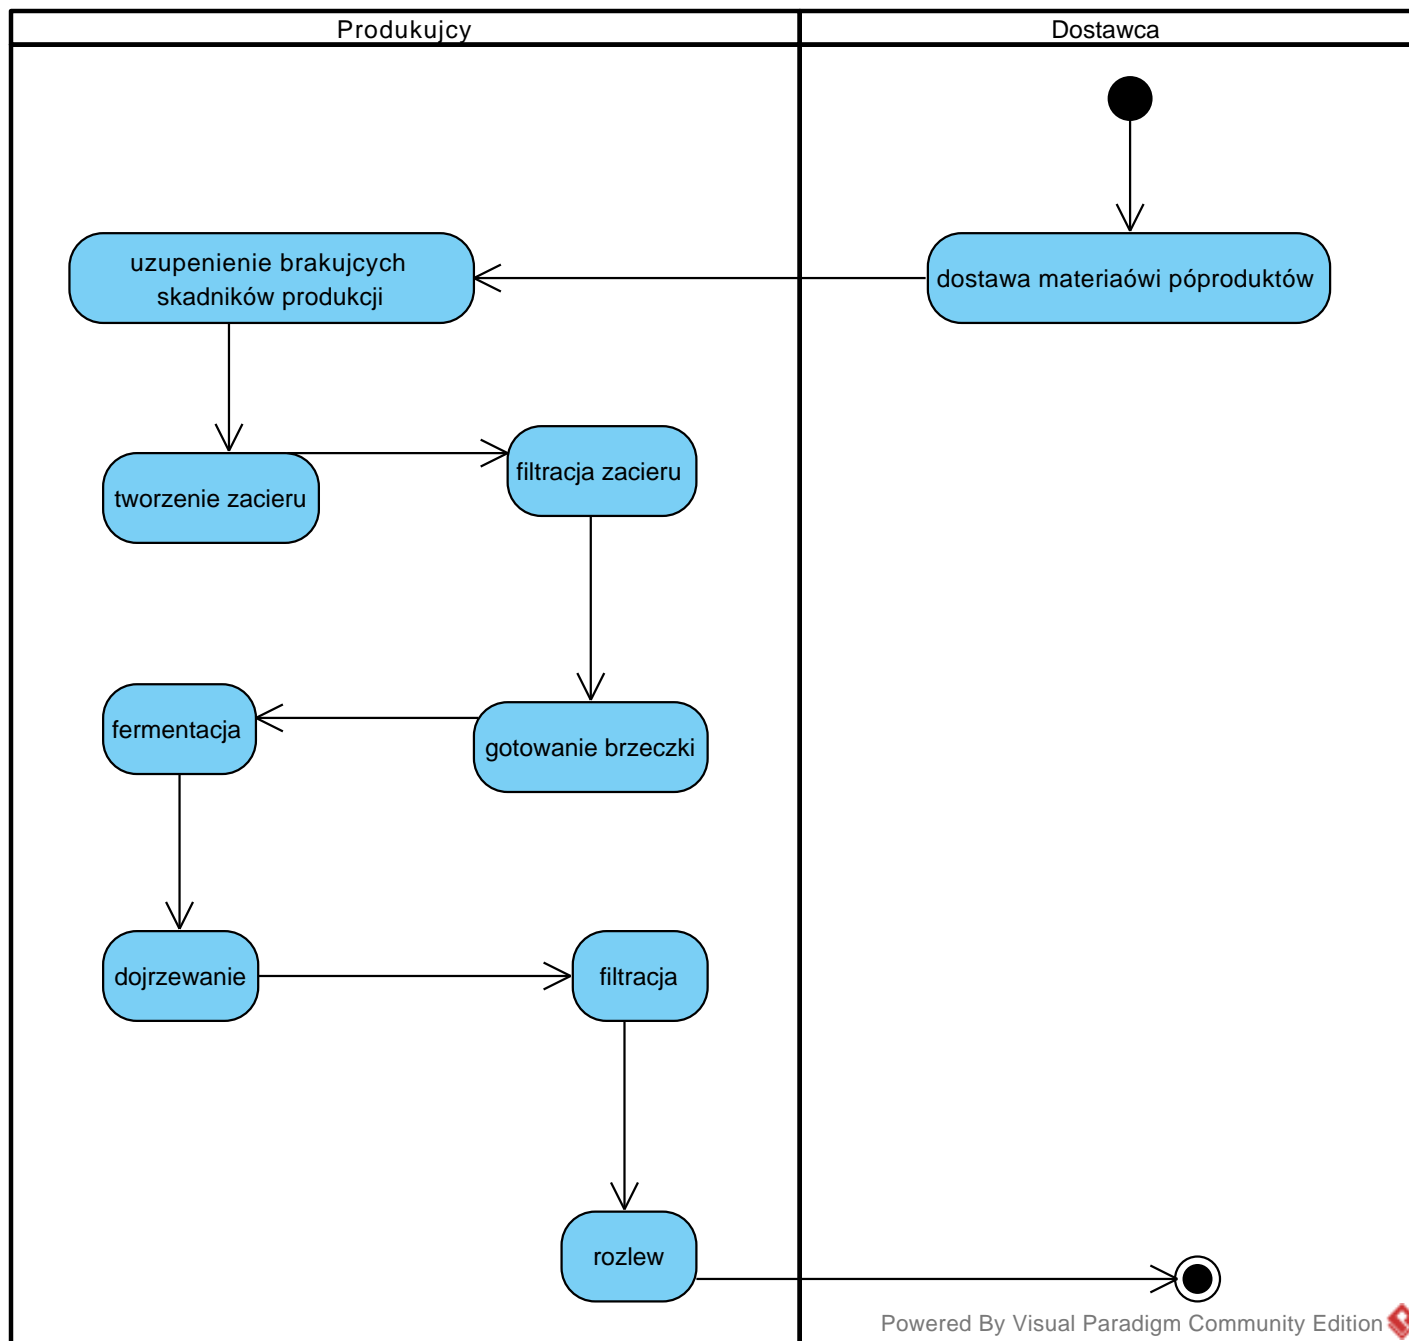 Produkujcy
Dostawca
uzupenienie brakujcych
skadników produkcji
dostawa materiaówi póproduktów
tworzenie zacieru
filtracja zacieru
fermentacja
gotowanie brzeczki
dojrzewanie
filtracja
rozlew
Powered By Visual Paradigm Community Edition